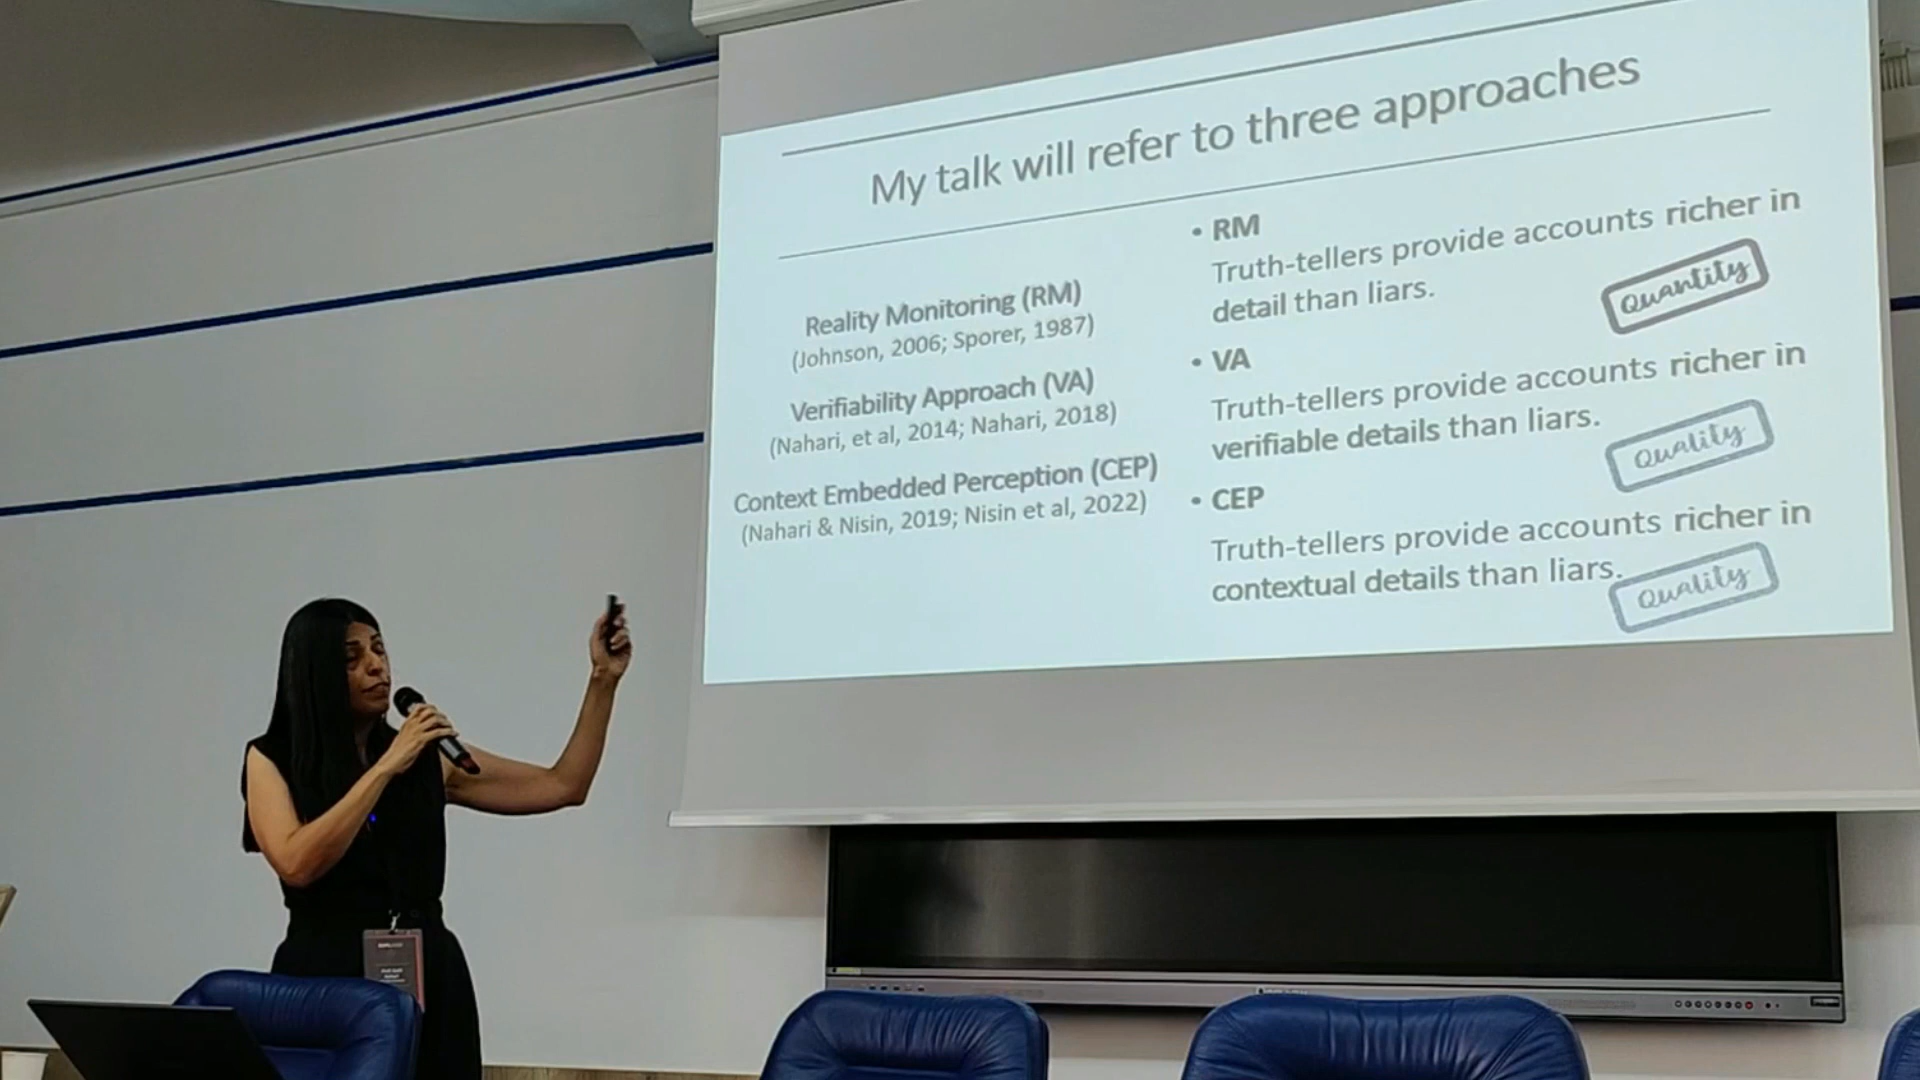 My talk will refer to three approaches
Reality Monitoring (RM)
(Johnson, 2006; Sporer, 1987)
Verifiability Approach (VA)
(Nahari, et al, 2014; Nahari, 2018)
Context Embedded Perception (CEP)
(Nahari & Nisin, 2019; Nisin et al, 2022)
• RM
Truth-tellers provide accounts richer in
detail than liars.
Quantity
• VA
Truth-tellers provide accounts richer in
verifiable details than liars.
Quality
• CEP
Truth-tellers provide accounts richer in
contextual details than liars.
Quality